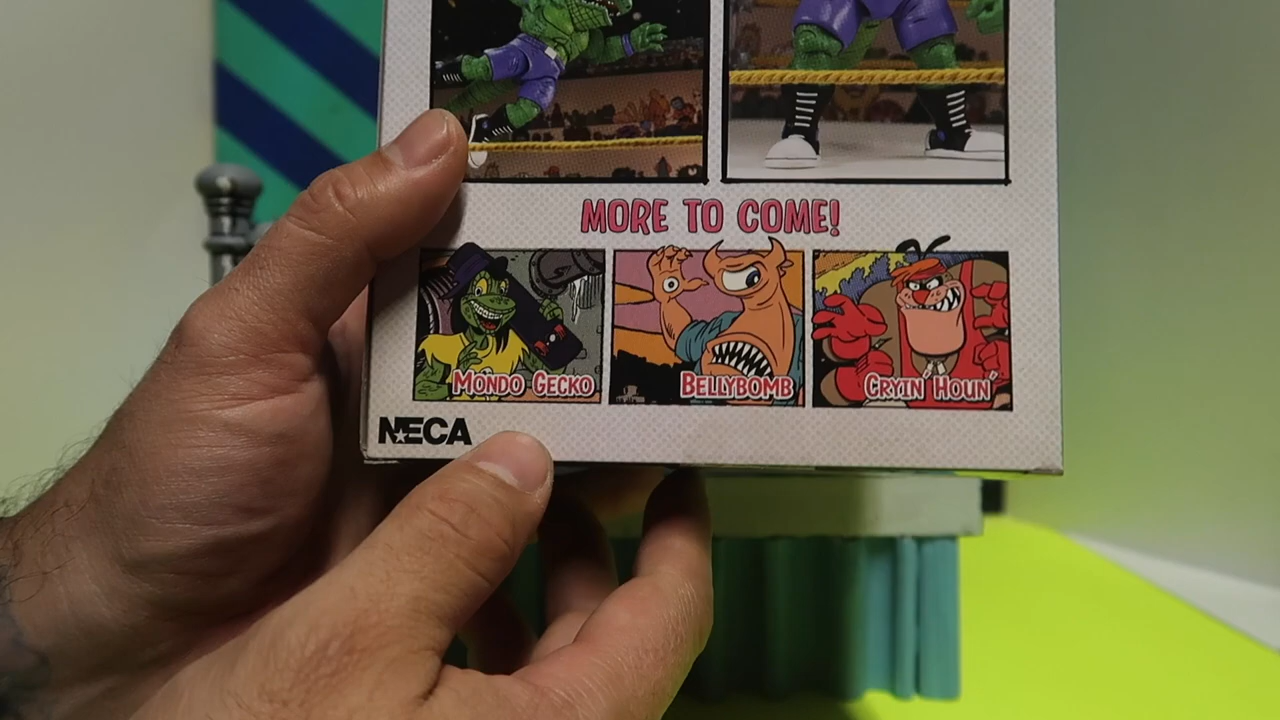 MORE TO COME!
MONDO GECKO
BELLYBOMB
CRYIN' HOUN'
NECA